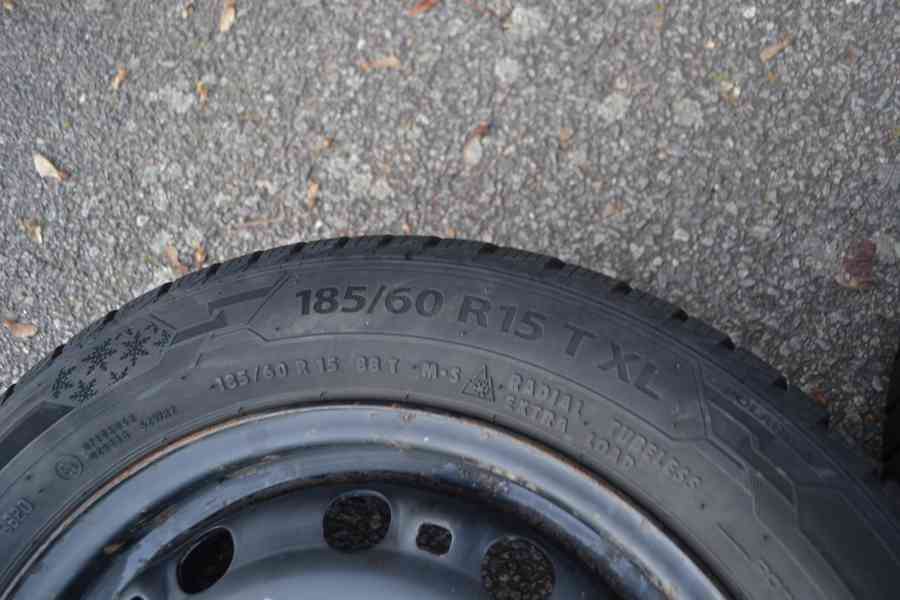 185/60 R15 T XL
185/60 R 15 88 T M+S
RADIAL TUBELESS
EXTRA LOAD